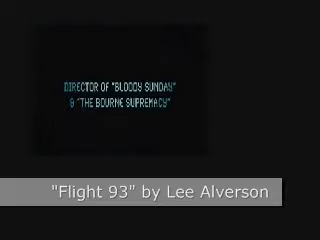 DIRECTOR OF "BLOODY SUNDAY"
& "THE BOURNE SUPREMACY"
"Flight 93" by Lee Alverson